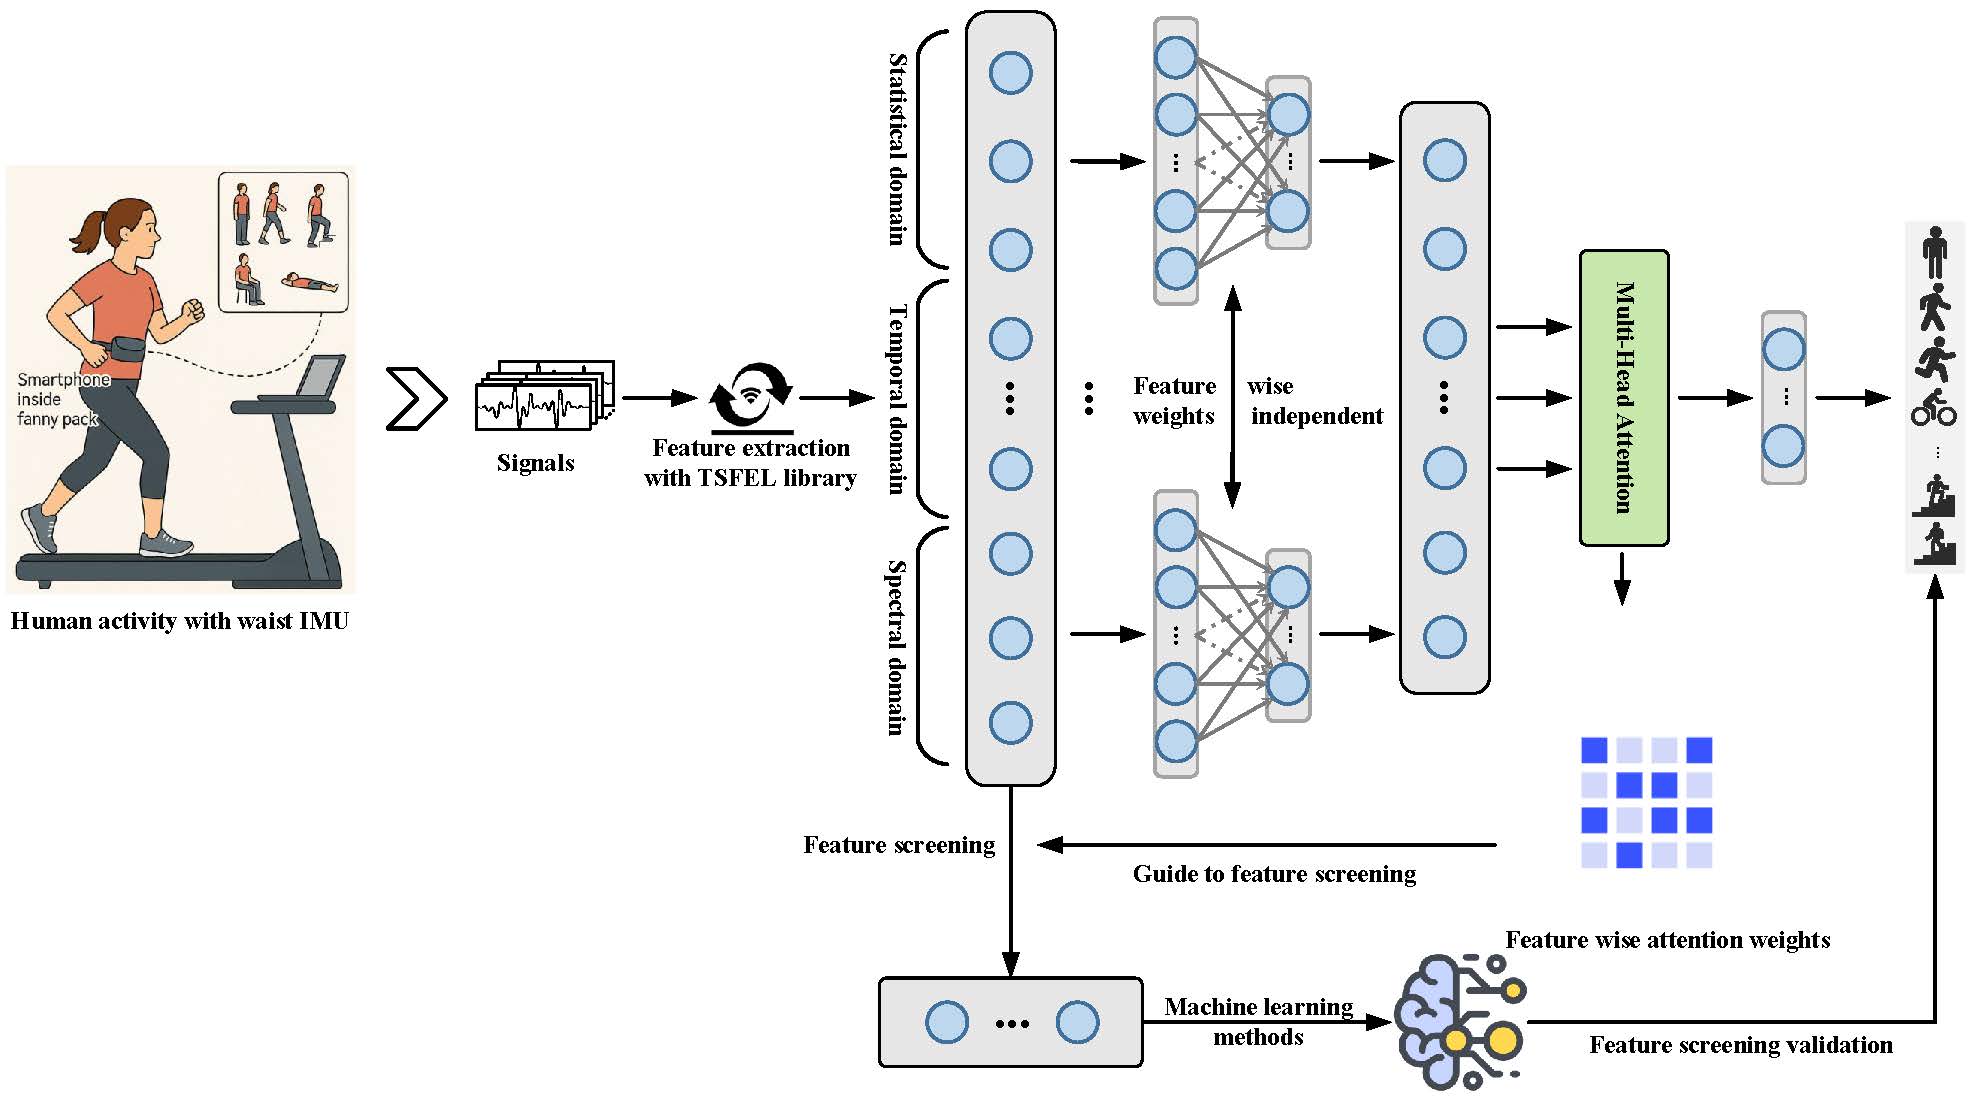 Smartphone
inside
fanny pack
Human activity with waist IMU
Signals
Feature extraction
with TSFEL library
Statistical domain
Temporal domain
Spectral domain
Feature wise
weights independent
Multi-Head Attention
Feature screening
Guide to feature screening
Feature wise attention weights
Machine learning
methods
Feature screening validation